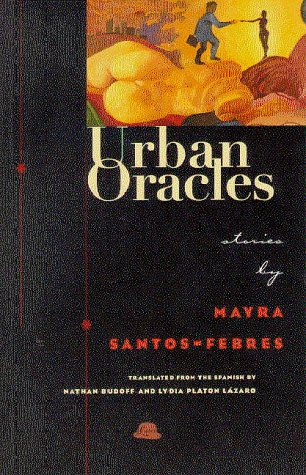 Urban
Oracles
stories
by
MAYRA
SANTOS-FEBRES
TRANSLATED FROM THE SPANISH BY
NATHAN BUDOFF AND LYDIA PLATON LÁZARO